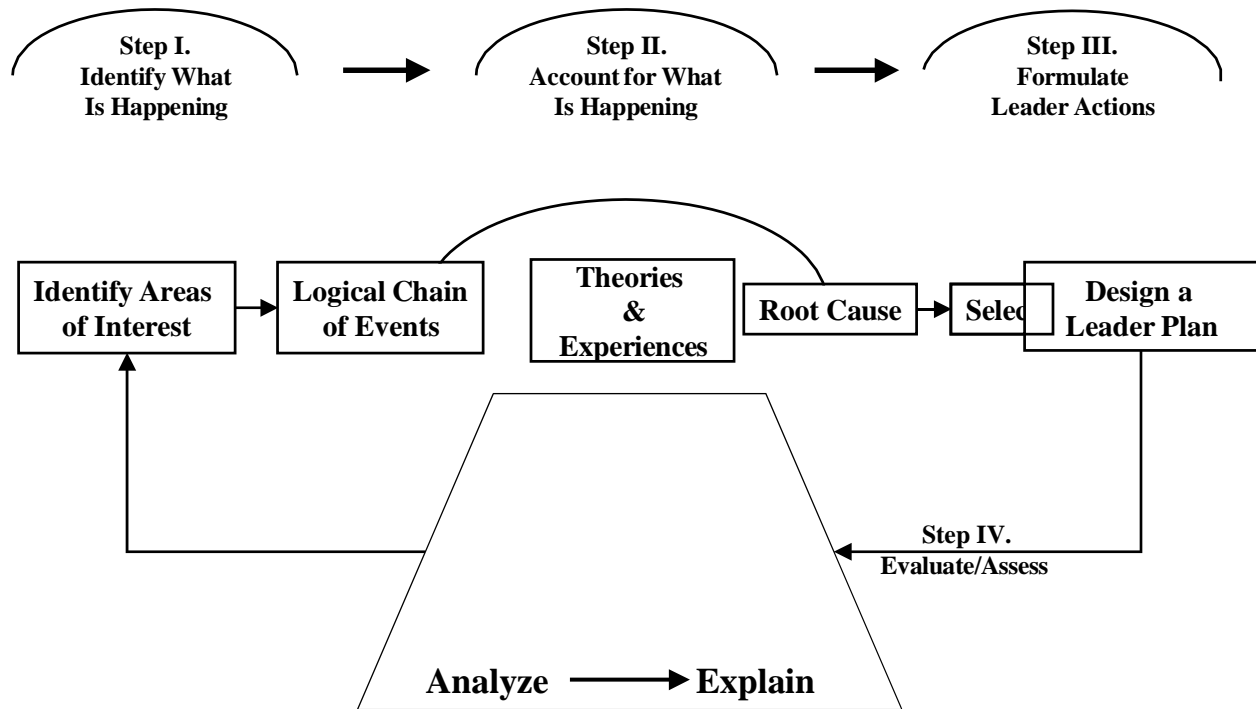 Step I.
Identify What
Is Happening
Step II.
Account for What
Is Happening
Step III.
Formulate
Leader Actions
Identify Areas
of Interest
Logical Chain
of Events
Theories
&
Experiences
Root Cause
Selec
Design a
Leader Plan
Step IV.
Evaluate/Assess
Analyze
Explain